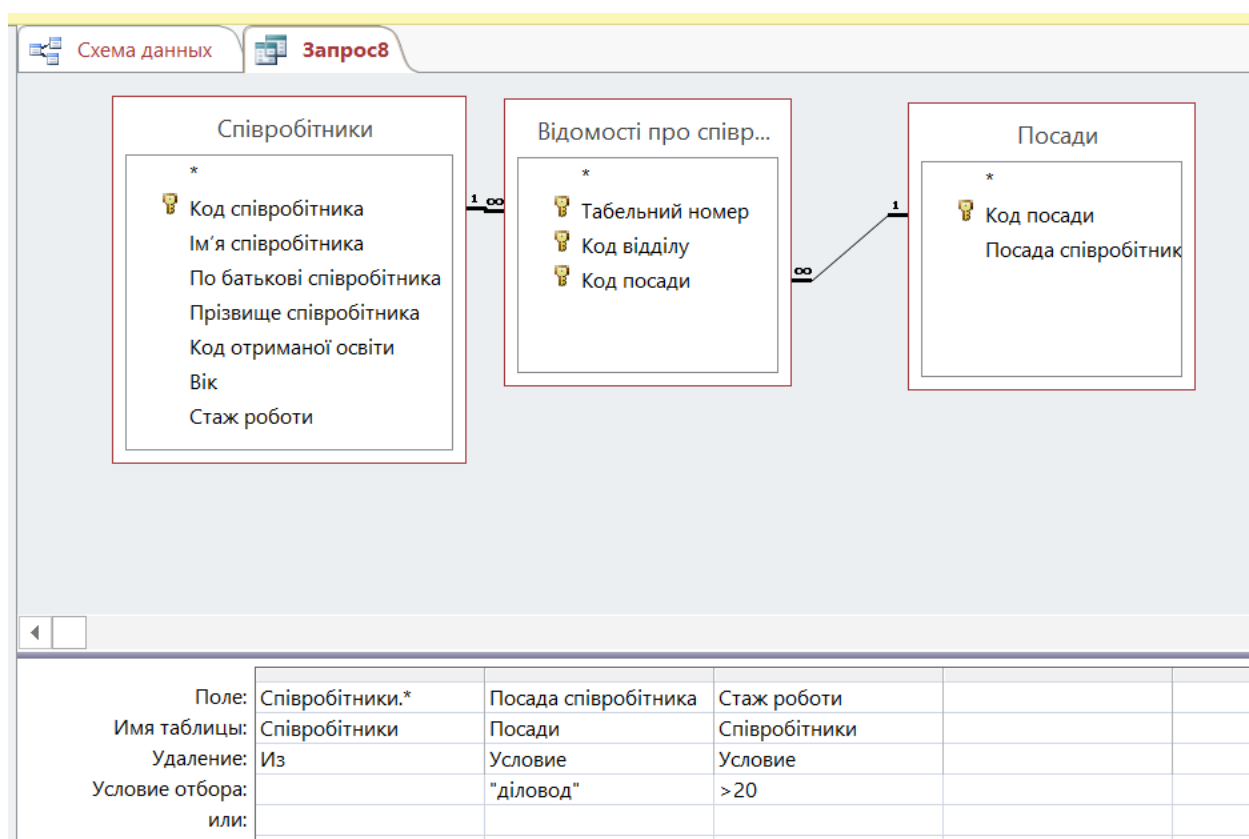 Схема данных
Запрос8
Співробітники
*
Код співробітника
Ім′я співробітника
По батькові співробітника
Прізвище співробітника
Код отриманої освіти
Вік
Стаж роботи
1 ∞
Відомості про співр...
*
Табельний номер
Код відділу
Код посади
1
∞
Посади
*
Код посади
Посада співробітник
Поле: Співробітники.* Посада співробітника Стаж роботи
Имя таблицы: Співробітники Посади Співробітники
Удаление: Из Условие Условие
Условие отбора: "діловод" >20
или: